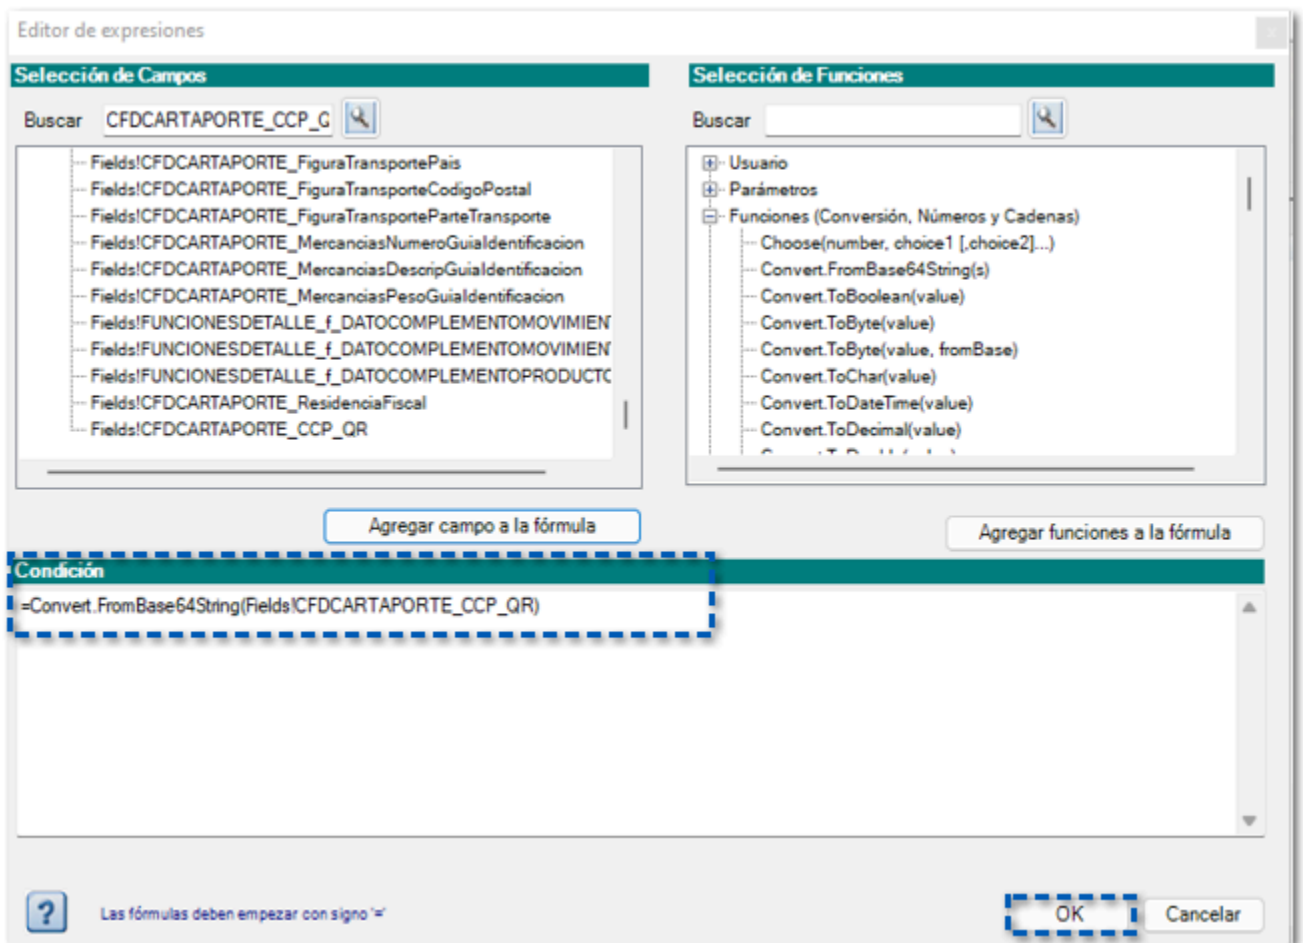 Editor de expresiones
Selección de Campos
Buscar CFDCARTAPORTE_CCP_Q
Fields!CFDCARTAPORTE_FiguraTransportePais
Fields!CFDCARTAPORTE_FiguraTransporteCodigoPostal
Fields!CFDCARTAPORTE_FiguraTransporteParteTransporte
Fields!CFDCARTAPORTE_MercanciasNumeroGuiaIdentificacion
Fields!CFDCARTAPORTE_MercanciasDescripGuiaIdentificacion
Fields!CFDCARTAPORTE_MercanciasPesoGuiaIdentificacion
Fields!FUNCIONESDETALLE_f_DATOCOMPLEMENTOMOVIMIEN
Fields!FUNCIONESDETALLE_f_DATOCOMPLEMENTOMOVIMIEN
Fields!FUNCIONESDETALLE_f_DATOCOMPLEMENTOPRODUCTO
Fields!CFDCARTAPORTE_ResidenciaFiscal
Fields!CFDCARTAPORTE_CCP_QR
Agregar campo a la fórmula
Selección de Funciones
Buscar
Usuario
Parámetros
Funciones (Conversión, Números y Cadenas)
Choose(number, choice1 [,choice2]...)
Convert.FromBase64String(s)
Convert.ToBoolean(value)
Convert.ToByte(value)
Convert.ToByte(value, fromBase)
Convert.ToChar(value)
Convert.ToDateTime(value)
Convert.ToDecimal(value)
Agregar funciones a la fórmula
Condición
=Convert.FromBase64String(Fields!CFDCARTAPORTE_CCP_QR)
? Las fórmulas deben empezar con signo '='
OK
Cancelar